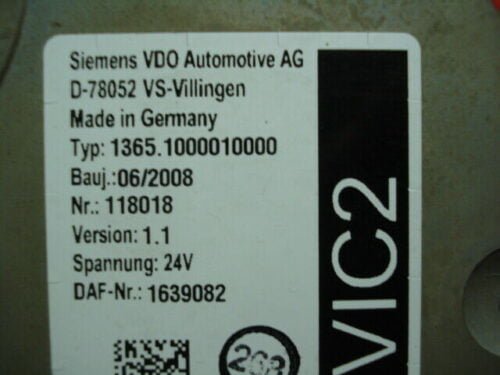 Siemens VDO Automotive AG
D-78052 VS-Villingen
Made in Germany
Typ: 1365.1000010000
Bauj.:06/2008
Nr.: 118018
Version: 1.1
Spannung: 24V
DAF-Nr.: 1639082
VIC2